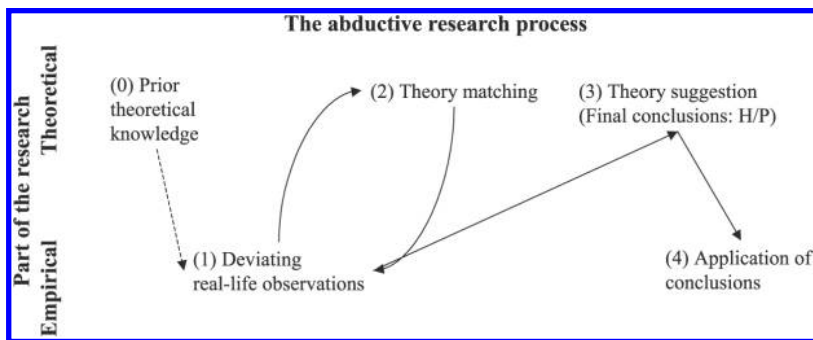 The abductive research process
Part of the research
Theoretical
Empirical
(0) Prior
theoretical
knowledge
(2) Theory matching
(3) Theory suggestion
(Final conclusions: H/P)
(1) Deviating
real-life observations
(4) Application of
conclusions